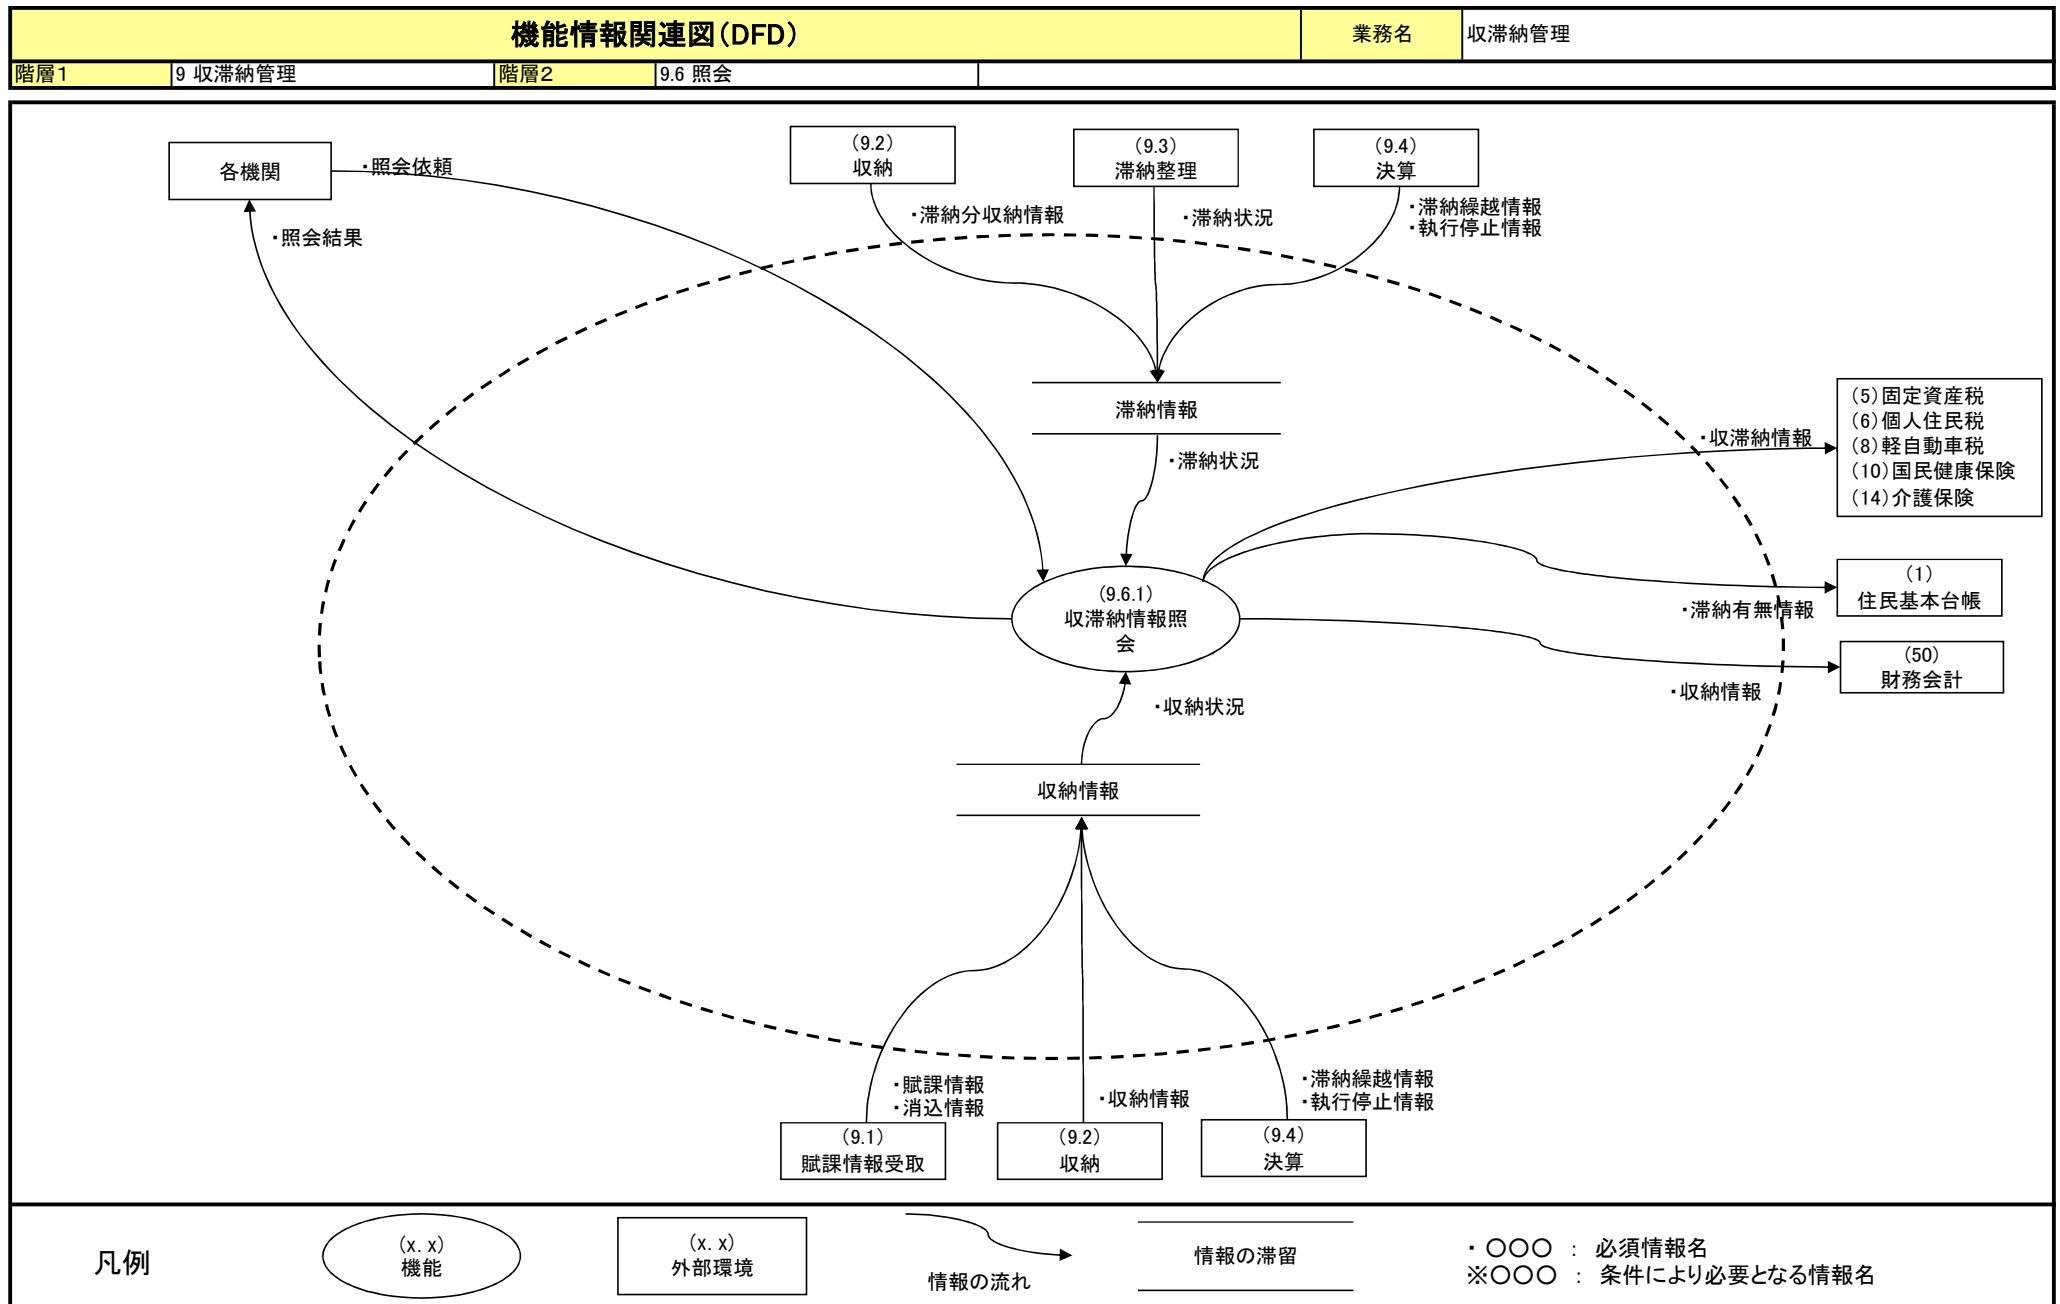 機能情報関連図(DFD)
業務名
収滞納管理
階層1
9 収滞納管理
階層2
9.6 照会
各機関
・照会依頼
・照会結果
(9.2)
収納
(9.3)
滞納整理
(9.4)
決算
・滞納分収納情報
・滞納状況
・滞納繰越情報
・執行停止情報
滞納情報
・滞納状況
・収滞納情報
(5)固定資産税
(6)個人住民税
(8)軽自動車税
(10)国民健康保険
(14)介護保険
(9.6.1)
収滞納情報照
会
(1)
住民基本台帳
・滞納有無情報
(50)
財務会計
・収納情報
・収納状況
収納情報
・賦課情報
・消込情報
・収納情報
・滞納繰越情報
・執行停止情報
(9.1)
賦課情報受取
(9.2)
収納
(9.4)
決算
凡例
(x.x)
機能
(x.x)
外部環境
情報の流れ
情報の滞留
・ ○○○ : 必須情報名
※○○○ : 条件により必要となる情報名